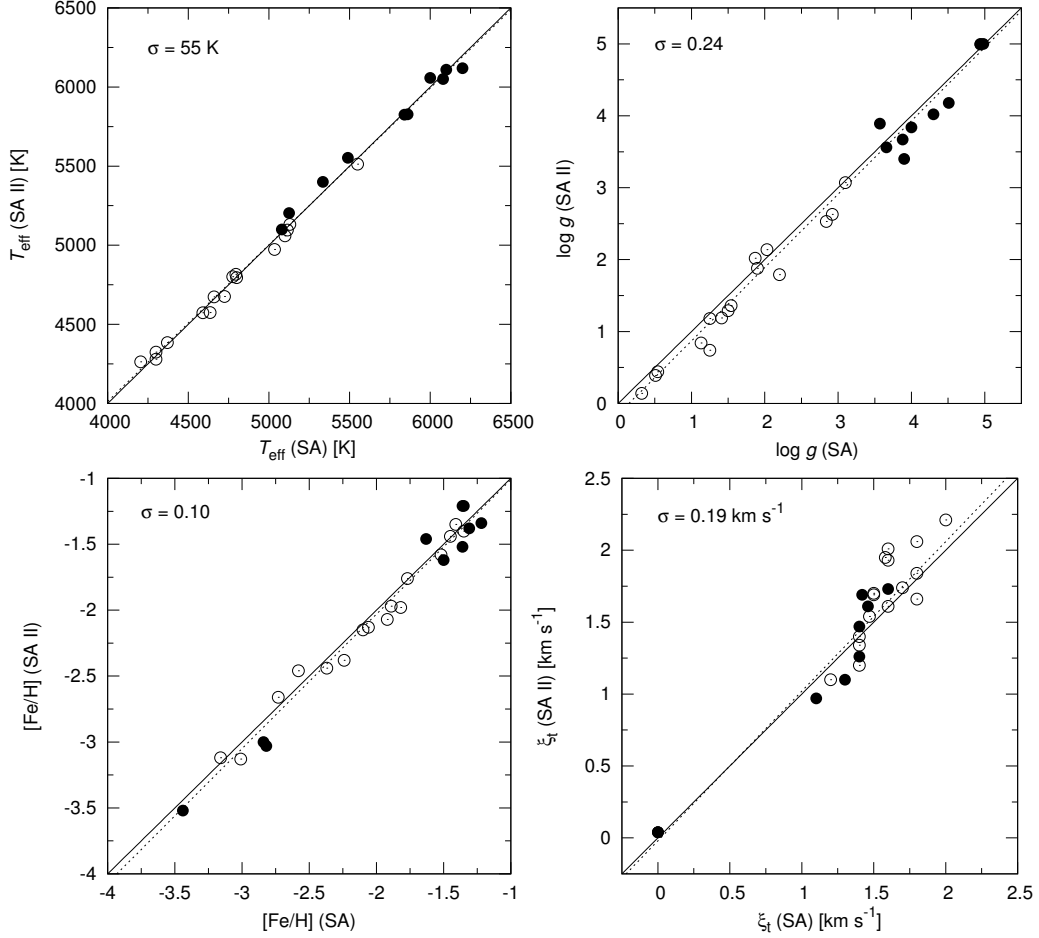 6500
6000
5500
5000
4500
4000
4000 4500 5000 5500 6000 6500
σ = 55 K
T_eff (SA II) [K]
T_eff (SA) [K]
5
4
3
2
1
0
0 1 2 3 4 5
σ = 0.24
log g (SA II)
log g (SA)
-1
-1.5
-2
-2.5
-3
-3.5
-4
-4 -3.5 -3 -2.5 -2 -1.5 -1
σ = 0.10
[Fe/H] (SA II)
[Fe/H] (SA)
2.5
2
1.5
1
0.5
0
0 0.5 1 1.5 2 2.5
σ = 0.19 km s⁻¹
ξ_t (SA II) [km s⁻¹]
ξ_t (SA) [km s⁻¹]